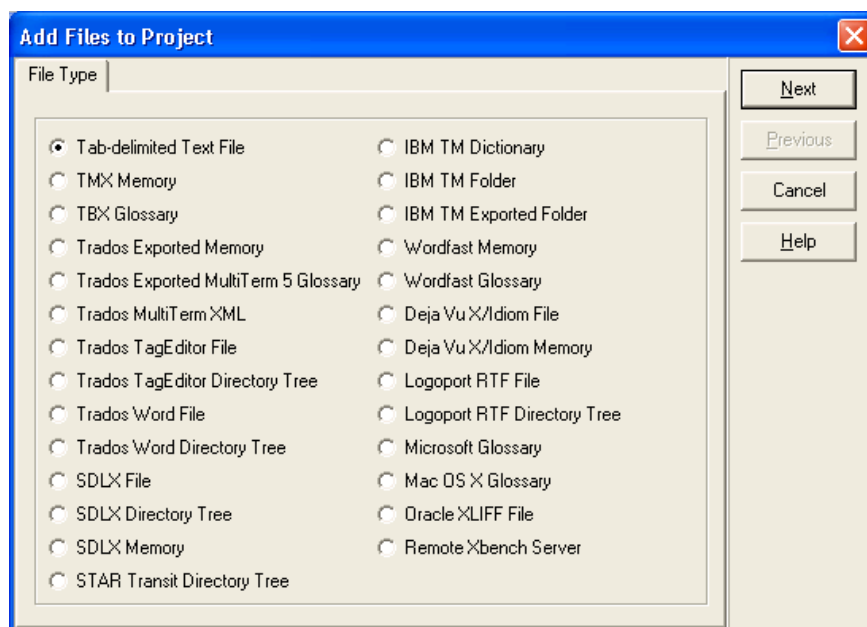 Add Files to Project
File Type
Tab-delimited Text File
TMX Memory
TBX Glossary
Trados Exported Memory
Trados Exported MultiTerm 5 Glossary
Trados MultiTerm XML
Trados TagEditor File
Trados TagEditor Directory Tree
Trados Word File
Trados Word Directory Tree
SDLX File
SDLX Directory Tree
SDLX Memory
STAR Transit Directory Tree
IBM TM Dictionary
IBM TM Folder
IBM TM Exported Folder
Wordfast Memory
Wordfast Glossary
Deja Vu X/Idiom File
Deja Vu X/Idiom Memory
Logoport RTF File
Logoport RTF Directory Tree
Microsoft Glossary
Mac OS X Glossary
Oracle XLIFF File
Remote Xbench Server
Next
Previous
Cancel
Help